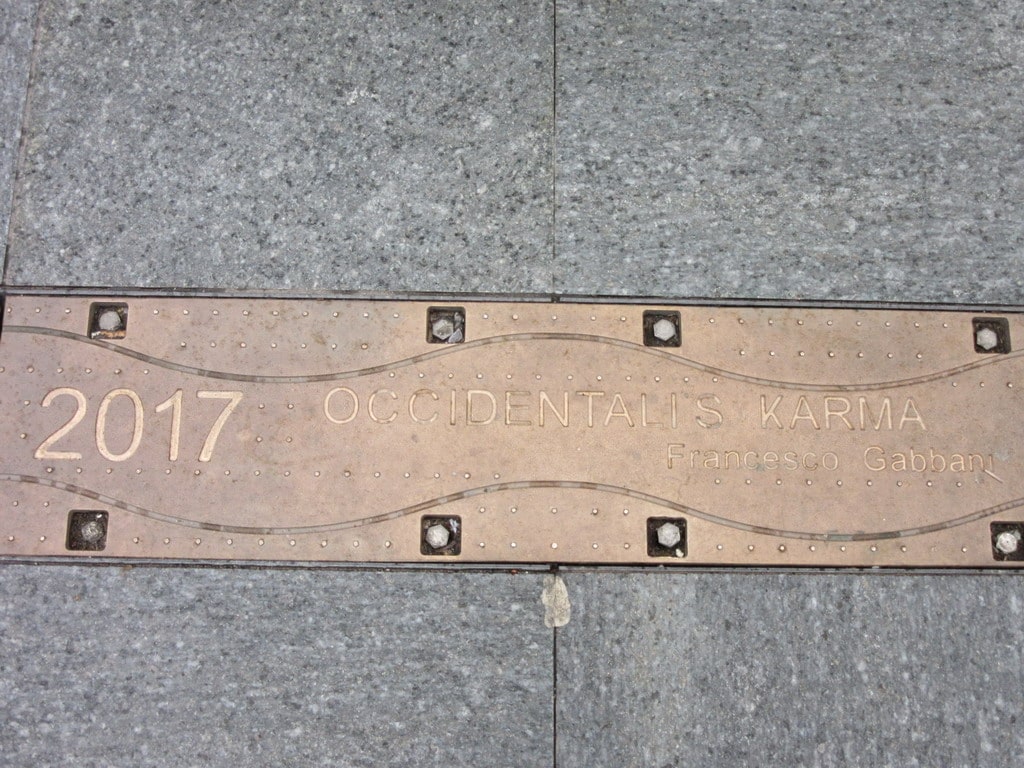 2017 OCCIDENTALI'S KARMA
Francesco Gabbani